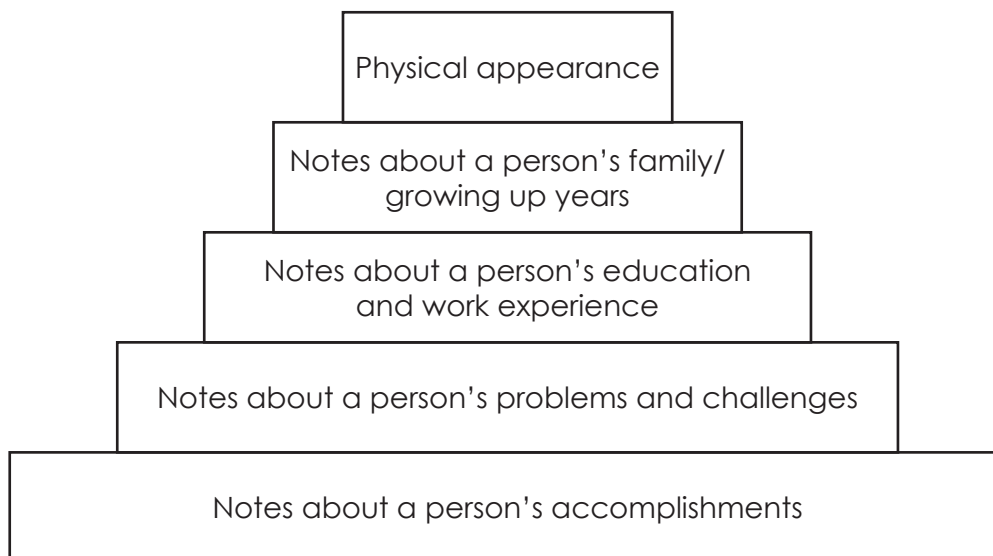 Physical appearance
Notes about a person’s family/
growing up years
Notes about a person’s education
and work experience
Notes about a person’s problems and challenges
Notes about a person’s accomplishments